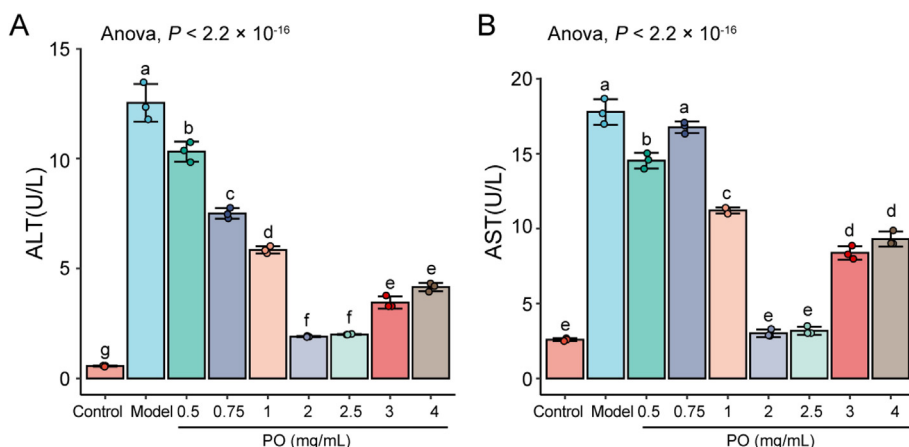 A
Anova, P < 2.2 × 10⁻¹⁶
15
10
5
0
ALT(U/L)
a
b
c
d
e
e
f
f
g
Control Model 0.5 0.75 1 2 2.5 3 4
PO (mg/mL)
B
Anova, P < 2.2 × 10⁻¹⁶
20
15
10
5
0
AST(U/L)
a
a
b
c
d
d
e
e
e
Control Model 0.5 0.75 1 2 2.5 3 4
PO (mg/mL)